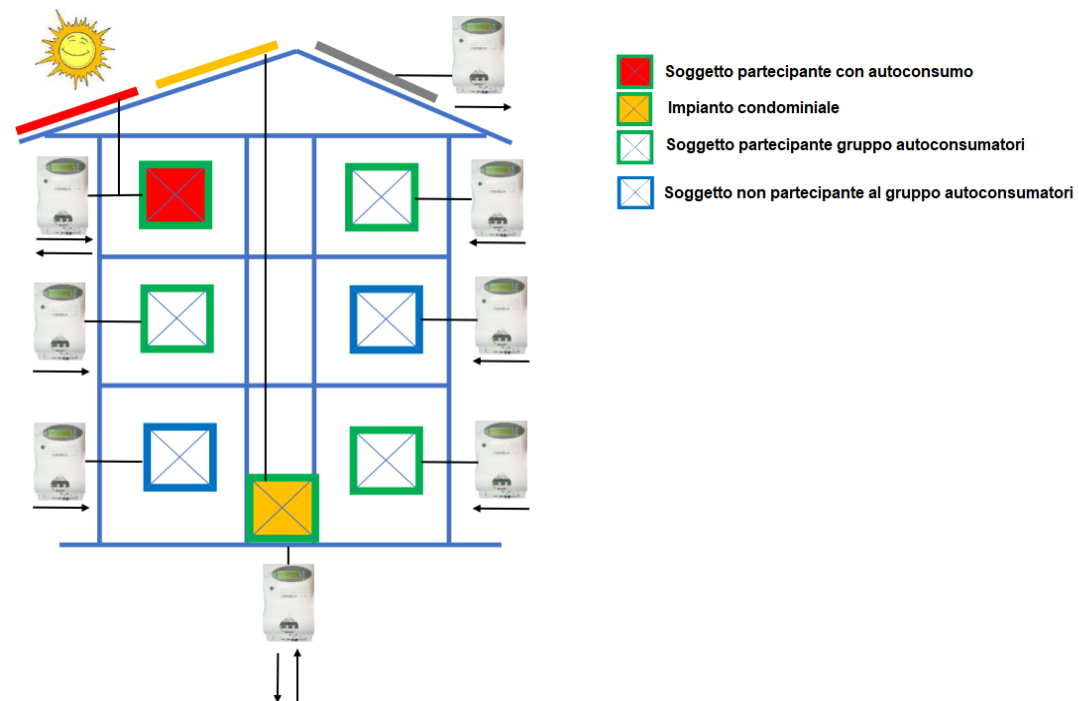 Soggetto partecipante con autoconsumo
Impianto condominiale
Soggetto partecipante gruppo autoconsumatori
Soggetto non partecipante al gruppo autoconsumatori